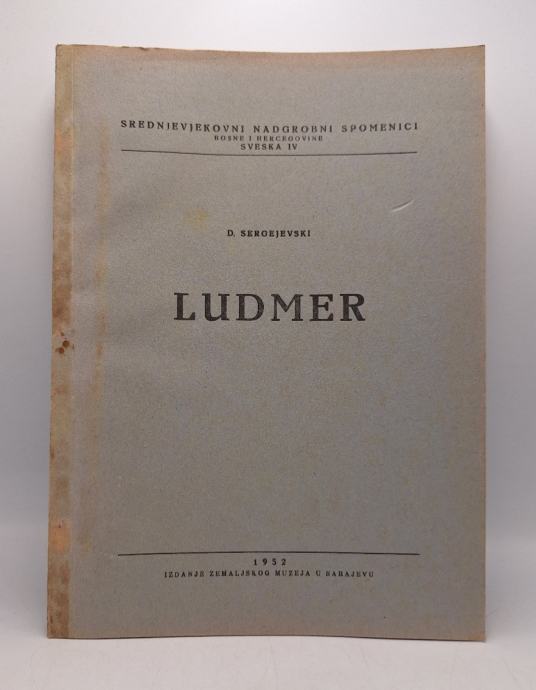 SREDNJEVJEKOVNI NADGROBNI SPOMENICI
BOSNE I HERCEGOVINE
SVESKA IV
D. SERGEJEVSKI
LUDMER
1952
IZDANJE ZEMALJSKOG MUZEJA U SARAJEVU